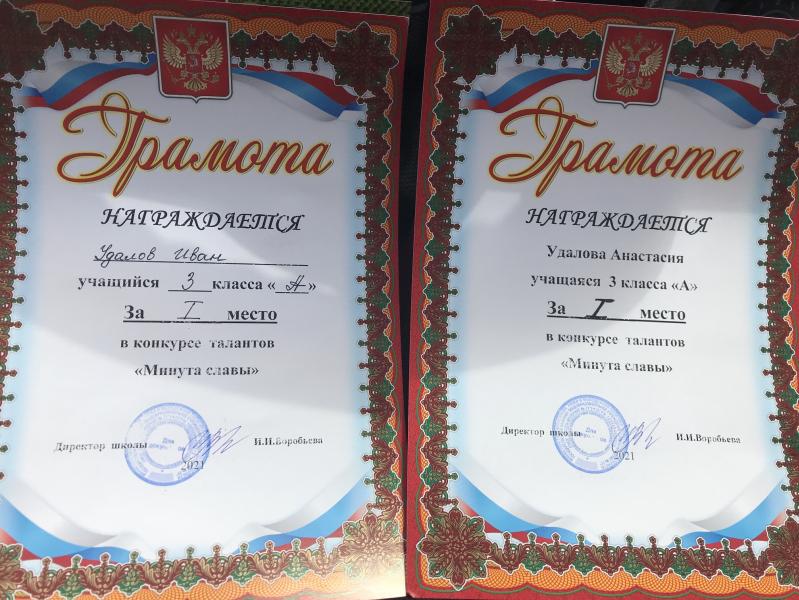 Грамота
НАГРАЖДАЕТСЯ
Удалов Иван
учащийся 3 класса «А»
За I место
в конкурсе талантов
«Минута славы»
Директор школы И.И.Воробьева
2021
Грамота
НАГРАЖДАЕТСЯ
Удалова Анастасия
учащаяся 3 класса «А»
За I место
в конкурсе талантов
«Минута славы»
Директор школы И.И.Воробьева
2021